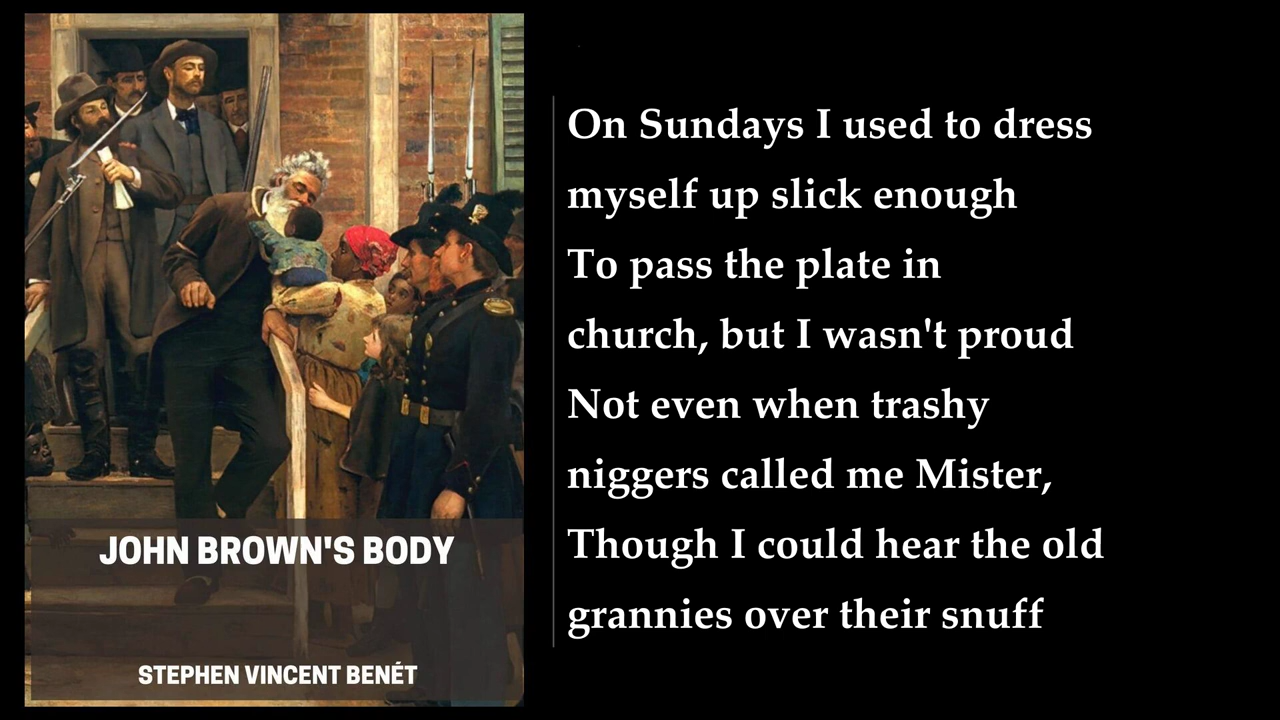 JOHN BROWN'S BODY
STEPHEN VINCENT BENÉT
On Sundays I used to dress
myself up slick enough
To pass the plate in
church, but I wasn't proud
Not even when trashy
niggers called me Mister,
Though I could hear the old
grannies over their snuff